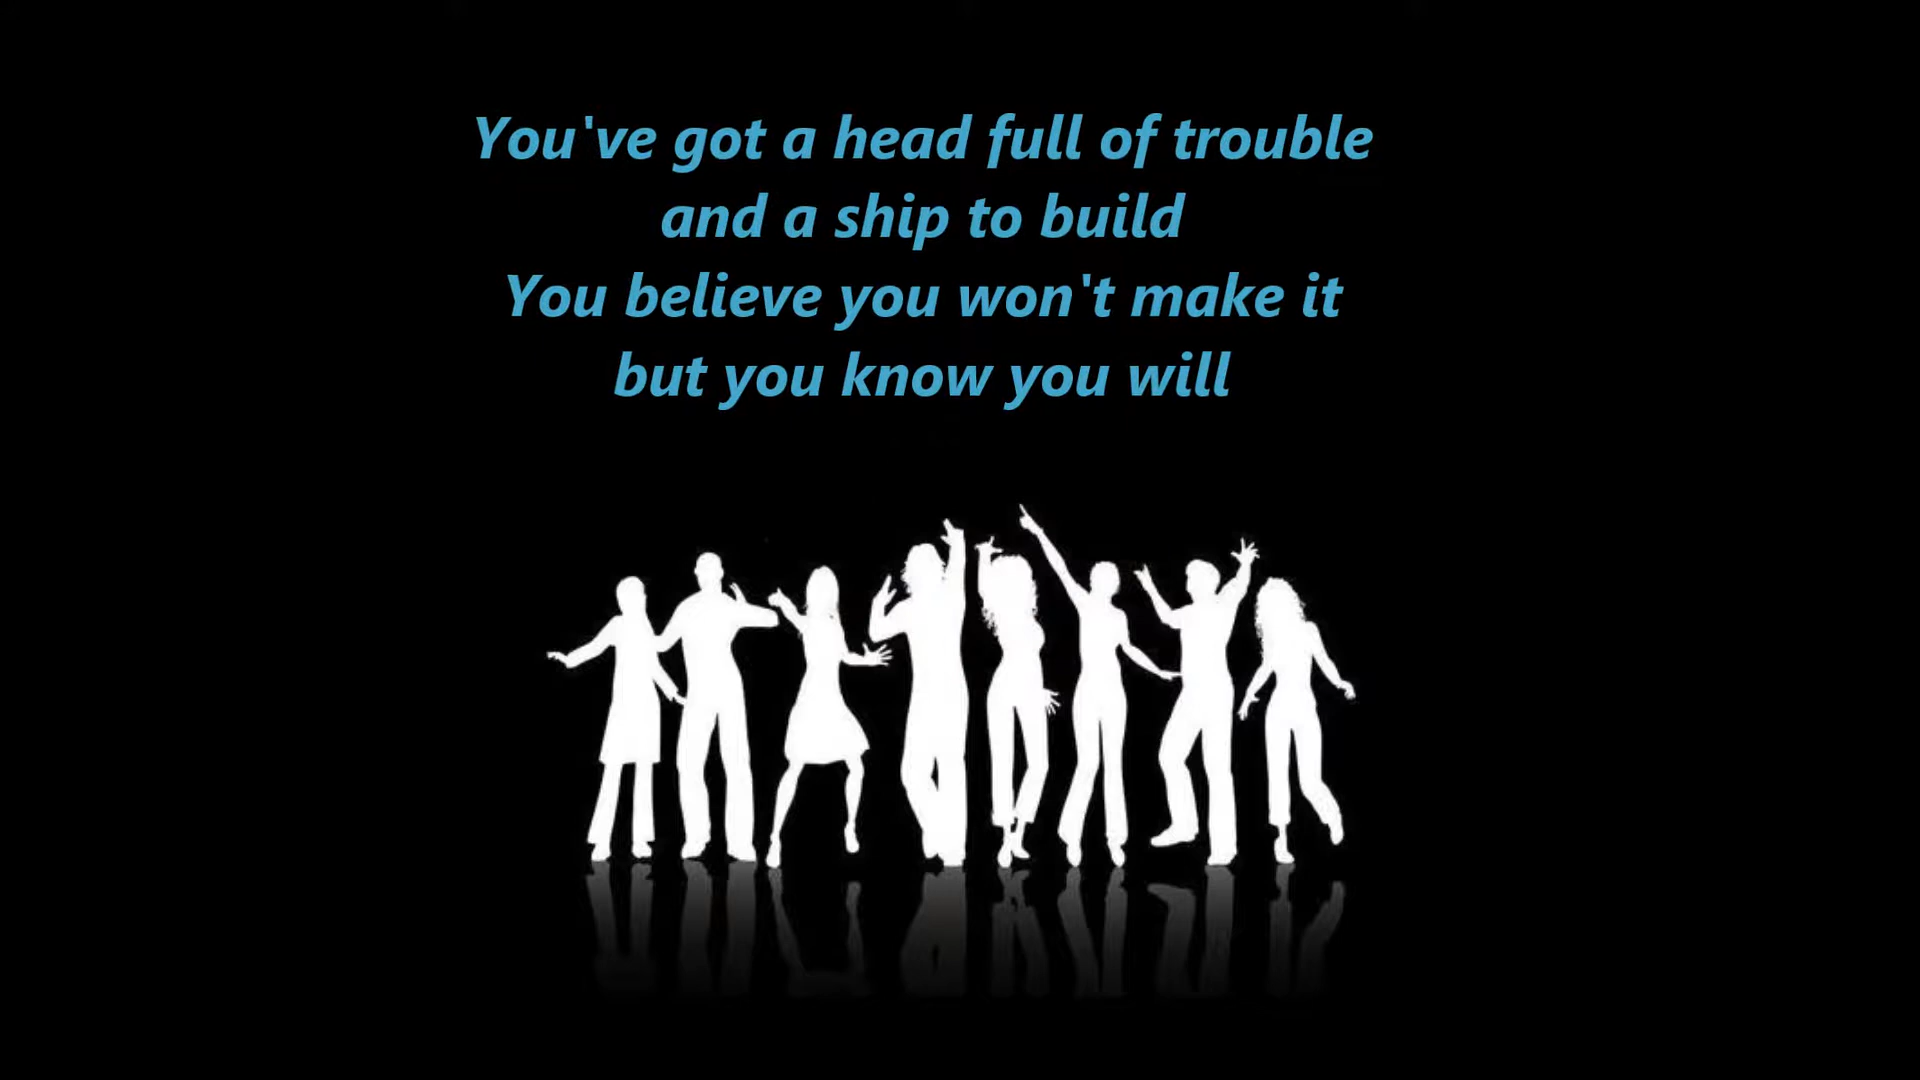 You've got a head full of trouble
and a ship to build
You believe you won't make it
but you know you will